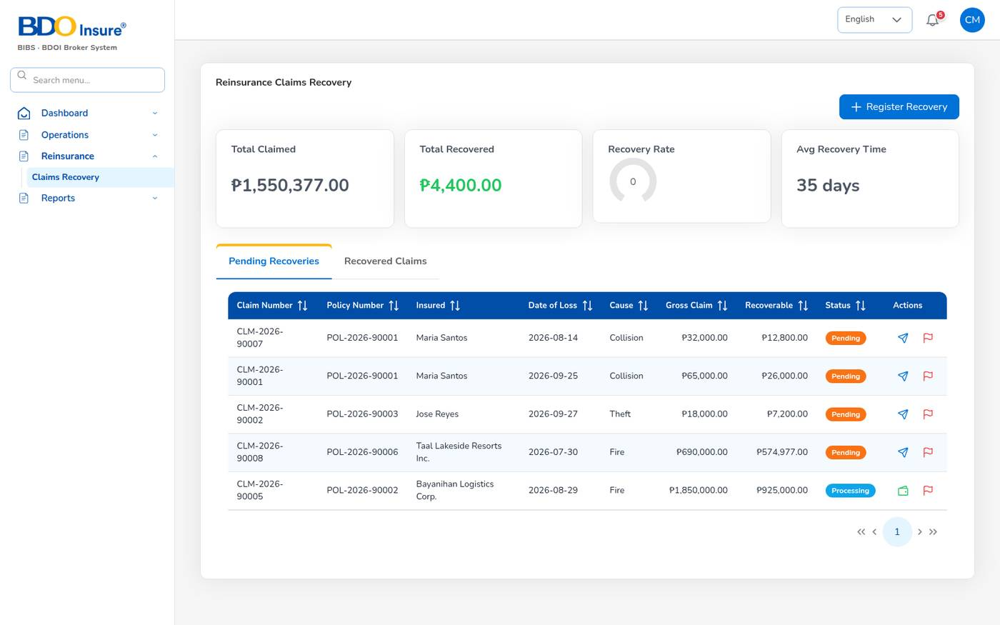 BDO Insure®
BIBS · BDOI Broker System
Search menu...
Dashboard
Operations
Reinsurance
Claims Recovery
Reports
English
5
CM
Reinsurance Claims Recovery
Register Recovery
Total Claimed
₱1,550,377.00
Total Recovered
₱4,400.00
Recovery Rate
0
Avg Recovery Time
35 days
Pending Recoveries Recovered Claims
Claim Number Policy Number Insured Date of Loss Cause Gross Claim Recoverable Status Actions
CLM-2026-
90007 POL-2026-90001 Maria Santos 2026-08-14 Collision ₱32,000.00 ₱12,800.00 Pending
CLM-2026-
90001 POL-2026-90001 Maria Santos 2026-09-25 Collision ₱65,000.00 ₱26,000.00 Pending
CLM-2026-
90002 POL-2026-90003 Jose Reyes 2026-09-27 Theft ₱18,000.00 ₱7,200.00 Pending
CLM-2026-
90008 POL-2026-90006 Taal Lakeside Resorts
Inc. 2026-07-30 Fire ₱690,000.00 ₱574,977.00 Pending
CLM-2026-
90005 POL-2026-90002 Bayanihan Logistics
Corp. 2026-08-29 Fire ₱1,850,000.00 ₱925,000.00 Processing
1